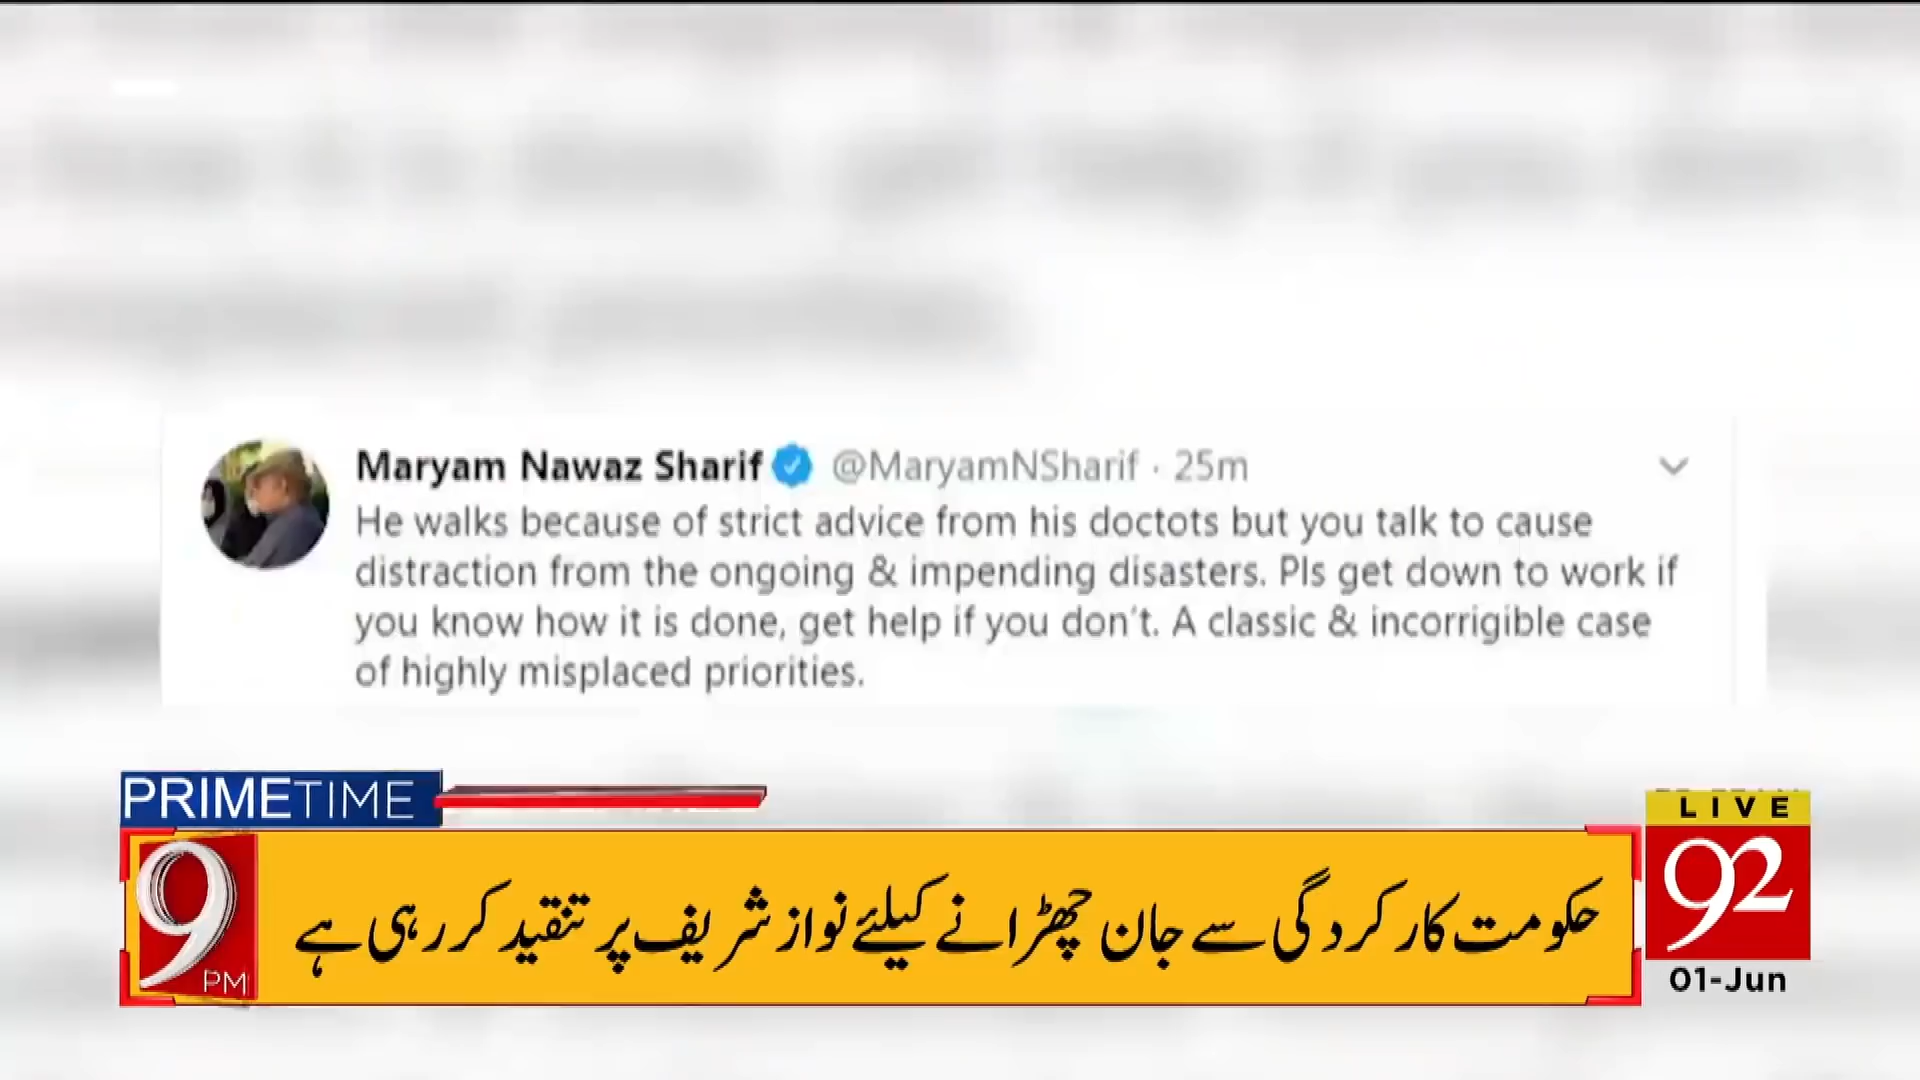 Maryam Nawaz Sharif @MaryamNSharif · 25m
He walks because of strict advice from his doctots but you talk to cause
distraction from the ongoing & impending disasters. Pls get down to work if
you know how it is done, get help if you don't. A classic & incorrigible case
of highly misplaced priorities.
PRIMETIME
9
PM
حکومت کارکردگی سے جان چھڑانے کیلئے نواز شریف پر تنقید کر رہی ہے
LIVE
92
01-Jun